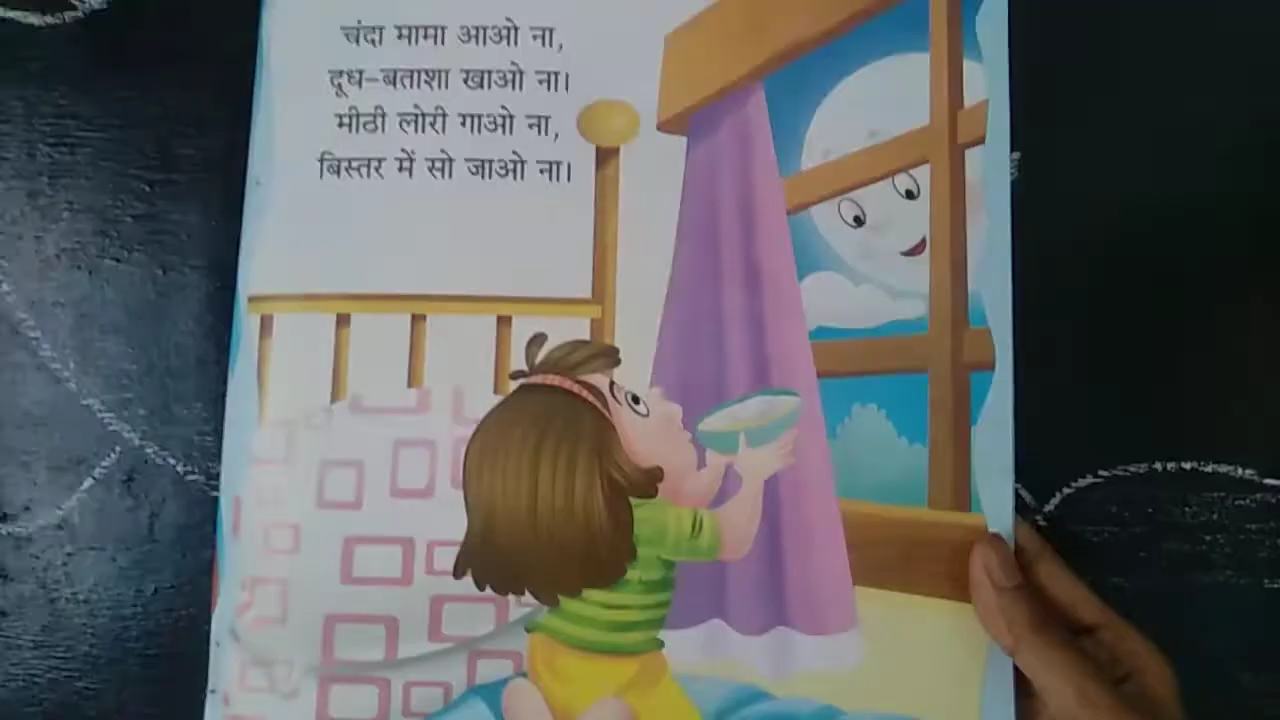 चंदा मामा आओ ना,
दूध-बताशा खाओ ना।
मीठी लोरी गाओ ना,
बिस्तर में सो जाओ ना।